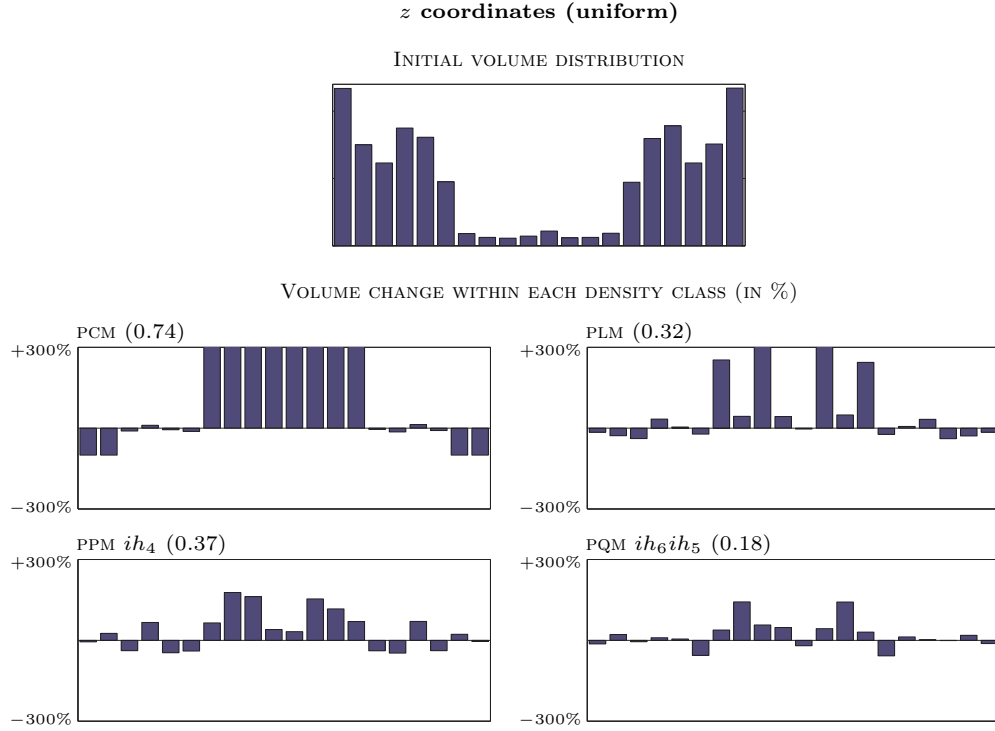 z coordinates (uniform)
INITIAL VOLUME DISTRIBUTION
VOLUME CHANGE WITHIN EACH DENSITY CLASS (IN %)
PCM (0.74)
+300%
−300%
PLM (0.32)
+300%
−300%
PPM ih₄ (0.37)
+300%
−300%
PQM ih₆ih₅ (0.18)
+300%
−300%